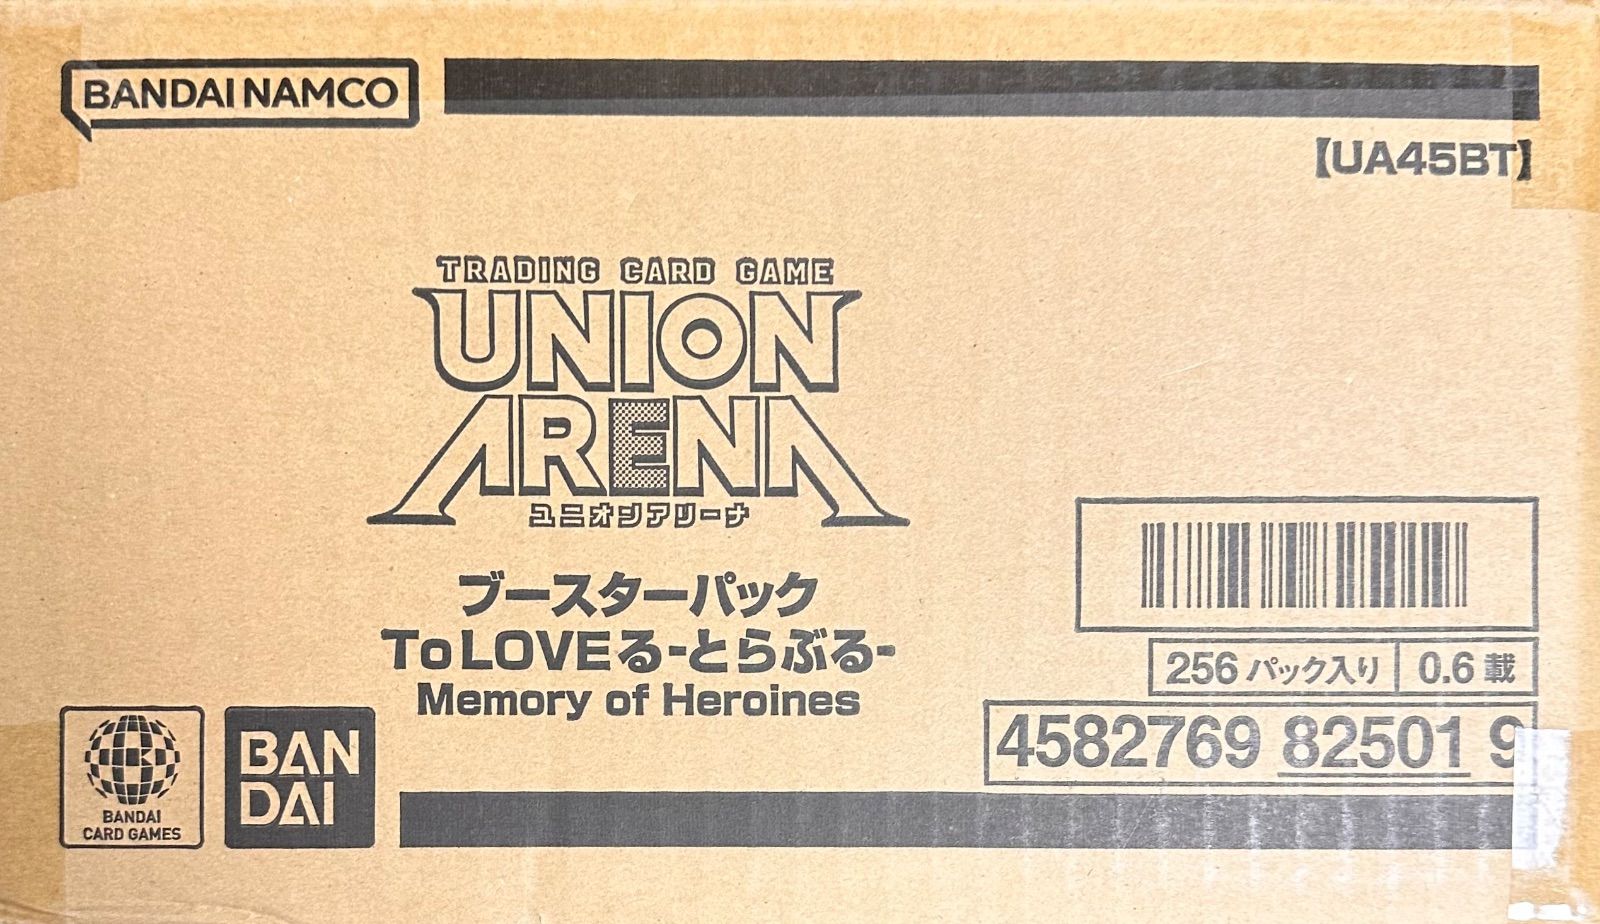 BANDAI NAMCO
【UA45BT】
TRADING CARD GAME
UNION
ARENA
ユニオンアリーナ
ブースターパック
To LOVEる-とらぶる-
Memory of Heroines
256 パック入り 0.6 載
4582769 82501 9
BANDAI
CARD GAMES
BAN
DAI